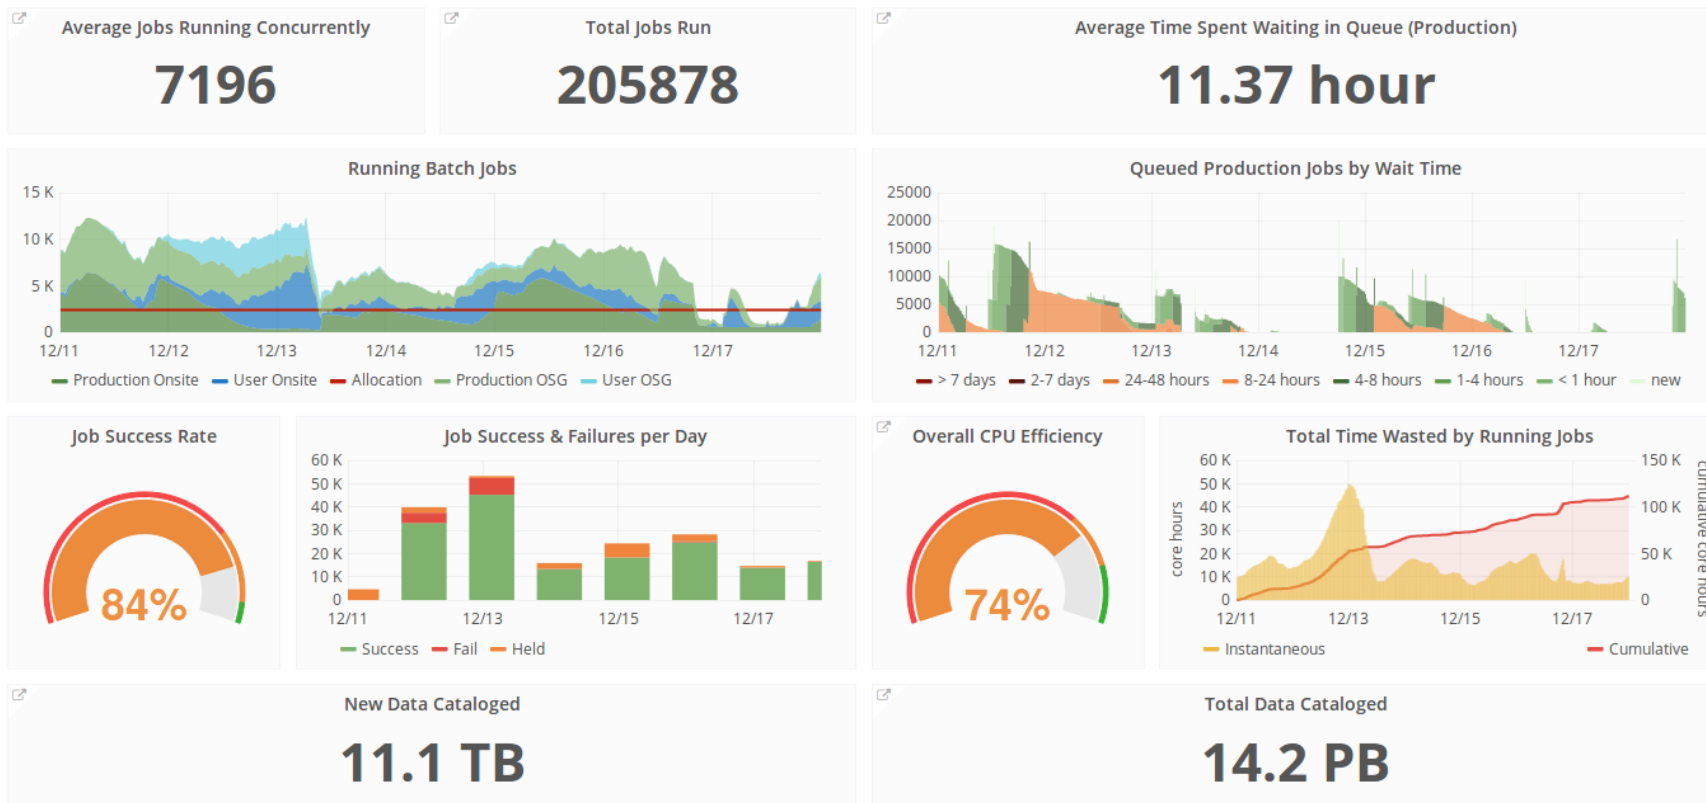 Average Jobs Running Concurrently
7196
Total Jobs Run
205878
Average Time Spent Waiting in Queue (Production)
11.37 hour
Running Batch Jobs
15 K
10 K
5 K
0
12/11 12/12 12/13 12/14 12/15 12/16 12/17
Production Onsite User Onsite Allocation Production OSG User OSG
Queued Production Jobs by Wait Time
25000
20000
15000
10000
5000
0
12/11 12/12 12/13 12/14 12/15 12/16 12/17
> 7 days 2-7 days 24-48 hours 8-24 hours 4-8 hours 1-4 hours < 1 hour new
Job Success Rate
84%
Job Success & Failures per Day
60 K
50 K
40 K
30 K
20 K
10 K
0
12/11 12/13 12/15 12/17
Success Fail Held
Overall CPU Efficiency
74%
Total Time Wasted by Running Jobs
core hours
60 K
50 K
40 K
30 K
20 K
10 K
0
150 K
100 K
50 K
0
cumulative core hours
12/11 12/13 12/15 12/17
Instantaneous Cumulative
New Data Cataloged
11.1 TB
Total Data Cataloged
14.2 PB